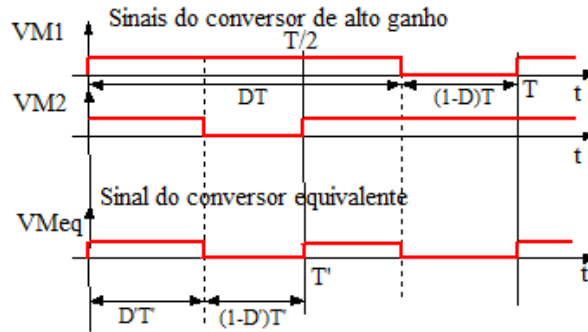 Sinais do conversor de alto ganho
VM1
T/2
DT
(1-D)T
T
t
VM2
t
Sinal do conversor equivalente
VMeq
T'
t
D'T'
(1-D')T'